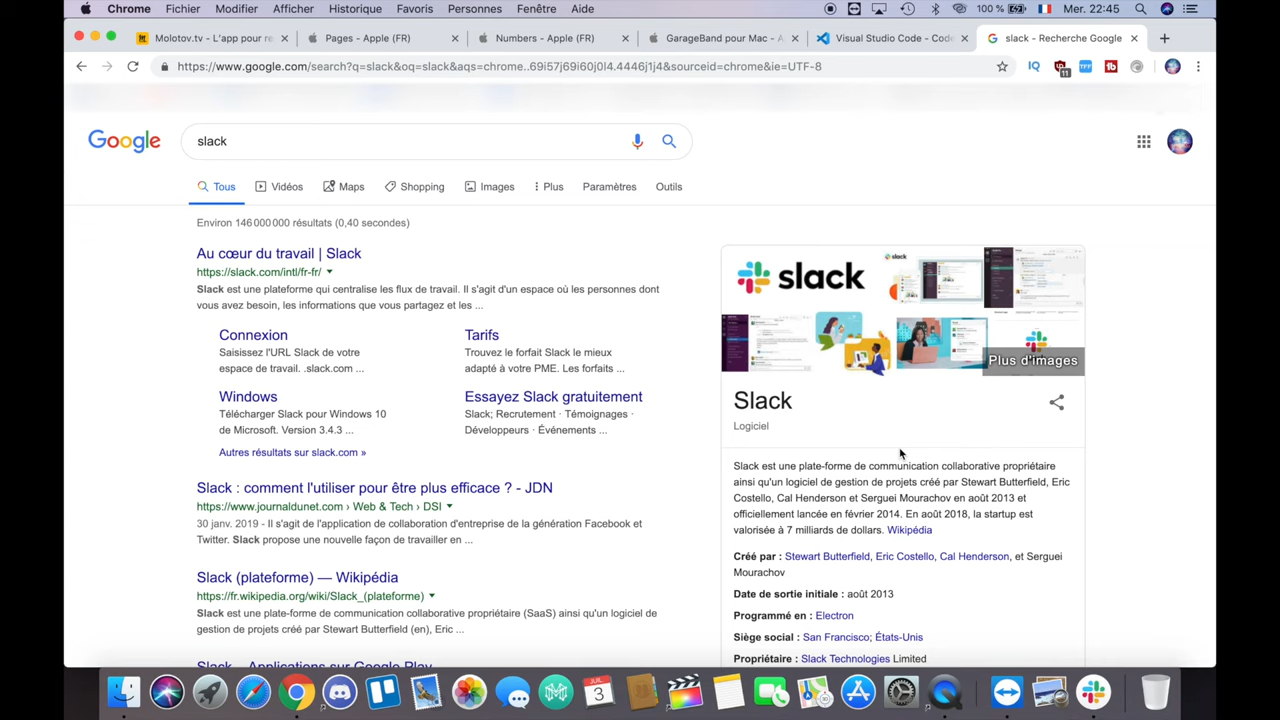 Chrome Fichier Modifier Afficher Historique Favoris Personnes Fenêtre Aide 100 % Mer. 22:45
Molotov.tv - L'app pour re
Pages - Apple (FR)
Numbers - Apple (FR)
GarageBand pour Mac - A
Visual Studio Code - Code
slack - Recherche Google
https://www.google.com/search?q=slack&oq=slack&aqs=chrome..69i57j69i60j0l4.4446j1j4&sourceid=chrome&ie=UTF-8
11
Google
slack
Tous Vidéos Maps Shopping Images Plus Paramètres Outils
Environ 146 000 000 résultats (0,40 secondes)
Au cœur du travail | Slack
https://slack.com/intl/fr-fr/
Slack est une plateforme qui rationalise les flux de travail. Il s'agit d'un espace où les personnes dont
vous avez besoin, les informations que vous partagez et les ...
Connexion
Saisissez l'URL Slack de votre
espace de travail. .slack.com ...
Tarifs
Trouvez le forfait Slack le mieux
adapté à votre PME. Les forfaits ...
Windows
Télécharger Slack pour Windows 10
de Microsoft. Version 3.4.3 ...
Essayez Slack gratuitement
Slack; Recrutement · Témoignages ·
Développeurs · Événements ...
Autres résultats sur slack.com »
Slack : comment l'utiliser pour être plus efficace ? - JDN
https://www.journaldunet.com › Web & Tech › DSI
30 janv. 2019 - Il s'agit de l'application de collaboration d'entreprise de la génération Facebook et
Twitter. Slack propose une nouvelle façon de travailler en ...
Slack (plateforme) — Wikipédia
https://fr.wikipedia.org/wiki/Slack_(plateforme)
Slack est une plate-forme de communication collaborative propriétaire (SaaS) ainsi qu'un logiciel de
gestion de projets créé par Stewart Butterfield (en), Eric ...
Slack – Applications sur Google Play
slack
slack
Plus d'images
Slack
Logiciel
Slack est une plate-forme de communication collaborative propriétaire
ainsi qu'un logiciel de gestion de projets créé par Stewart Butterfield, Eric
Costello, Cal Henderson et Serguei Mourachov en août 2013 et
officiellement lancée en février 2014. En août 2018, la startup est
valorisée à 7 milliards de dollars. Wikipédia
Créé par : Stewart Butterfield, Eric Costello, Cal Henderson, et Serguei
Mourachov
Date de sortie initiale : août 2013
Programmé en : Electron
Siège social : San Francisco; États-Unis
Propriétaire : Slack Technologies Limited
JUL
3